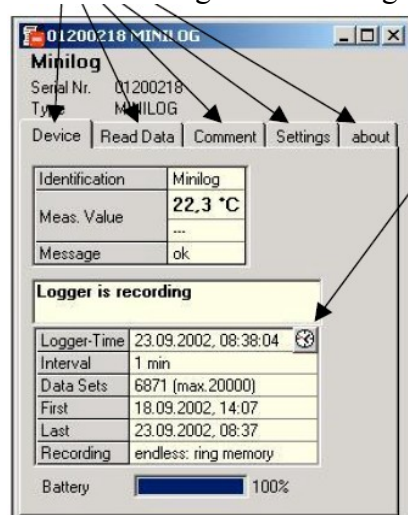 01200218 MINILOG
Minilog
Serial Nr. 01200218
Type MINILOG
Device Read Data Comment Settings about
Identification Minilog
Meas. Value 22,3 °C
---
Message ok
Logger is recording
Logger-Time 23.09.2002, 08:38:04
Interval 1 min
Data Sets 6871 (max.20000)
First 18.09.2002, 14:07
Last 23.09.2002, 08:37
Recording endless: ring memory
Battery 100%